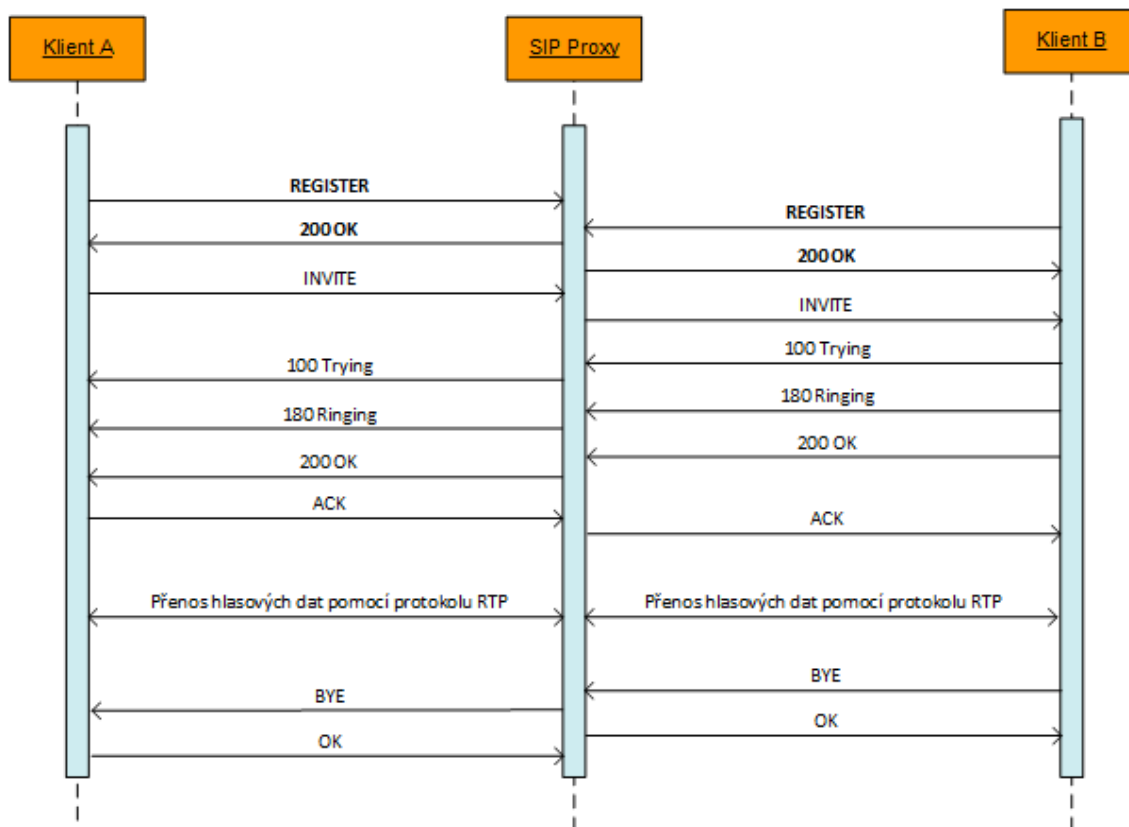 Klient A
SIP Proxy
Klient B
REGISTER
REGISTER
200 OK
200 OK
INVITE
INVITE
100 Trying
100 Trying
180 Ringing
180 Ringing
200 OK
200 OK
ACK
ACK
Přenos hlasových dat pomocí protokolu RTP
Přenos hlasových dat pomocí protokolu RTP
BYE
BYE
OK
OK